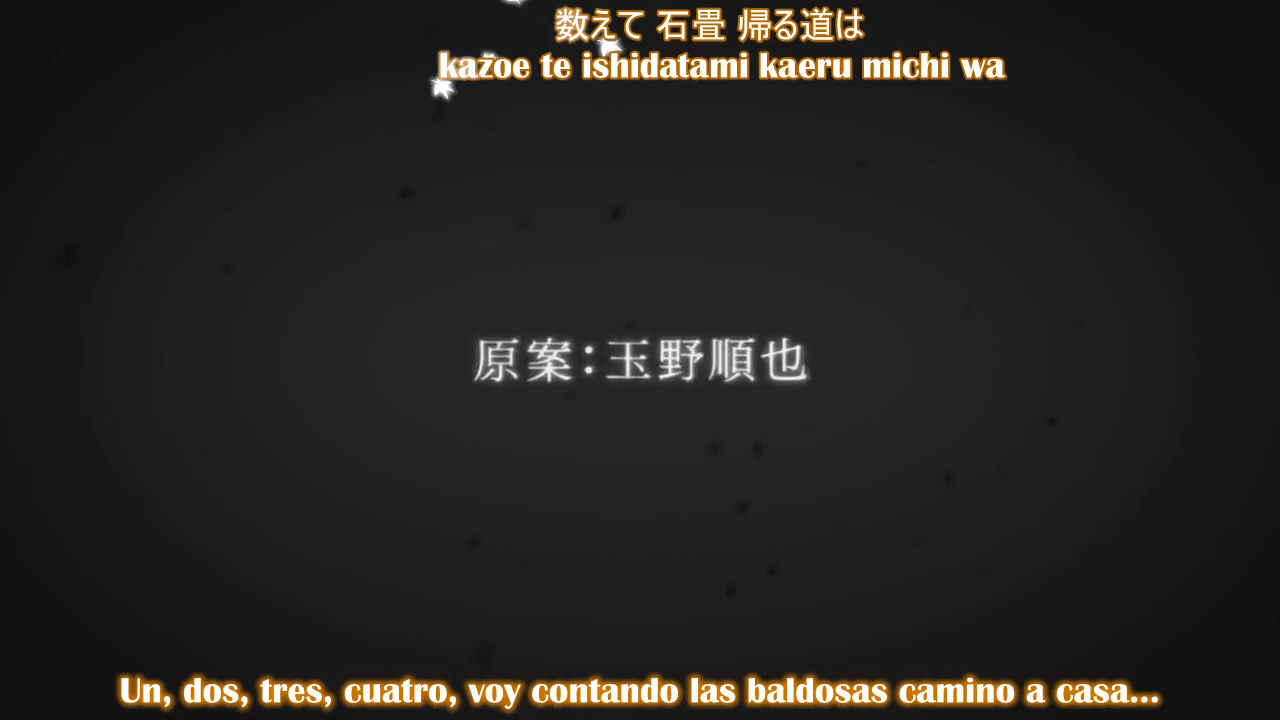 数えて 石畳 帰る道は
kazoe te ishidatami kaeru michi wa
原案：玉野順也
Un, dos, tres, cuatro, voy contando las baldosas camino a casa...